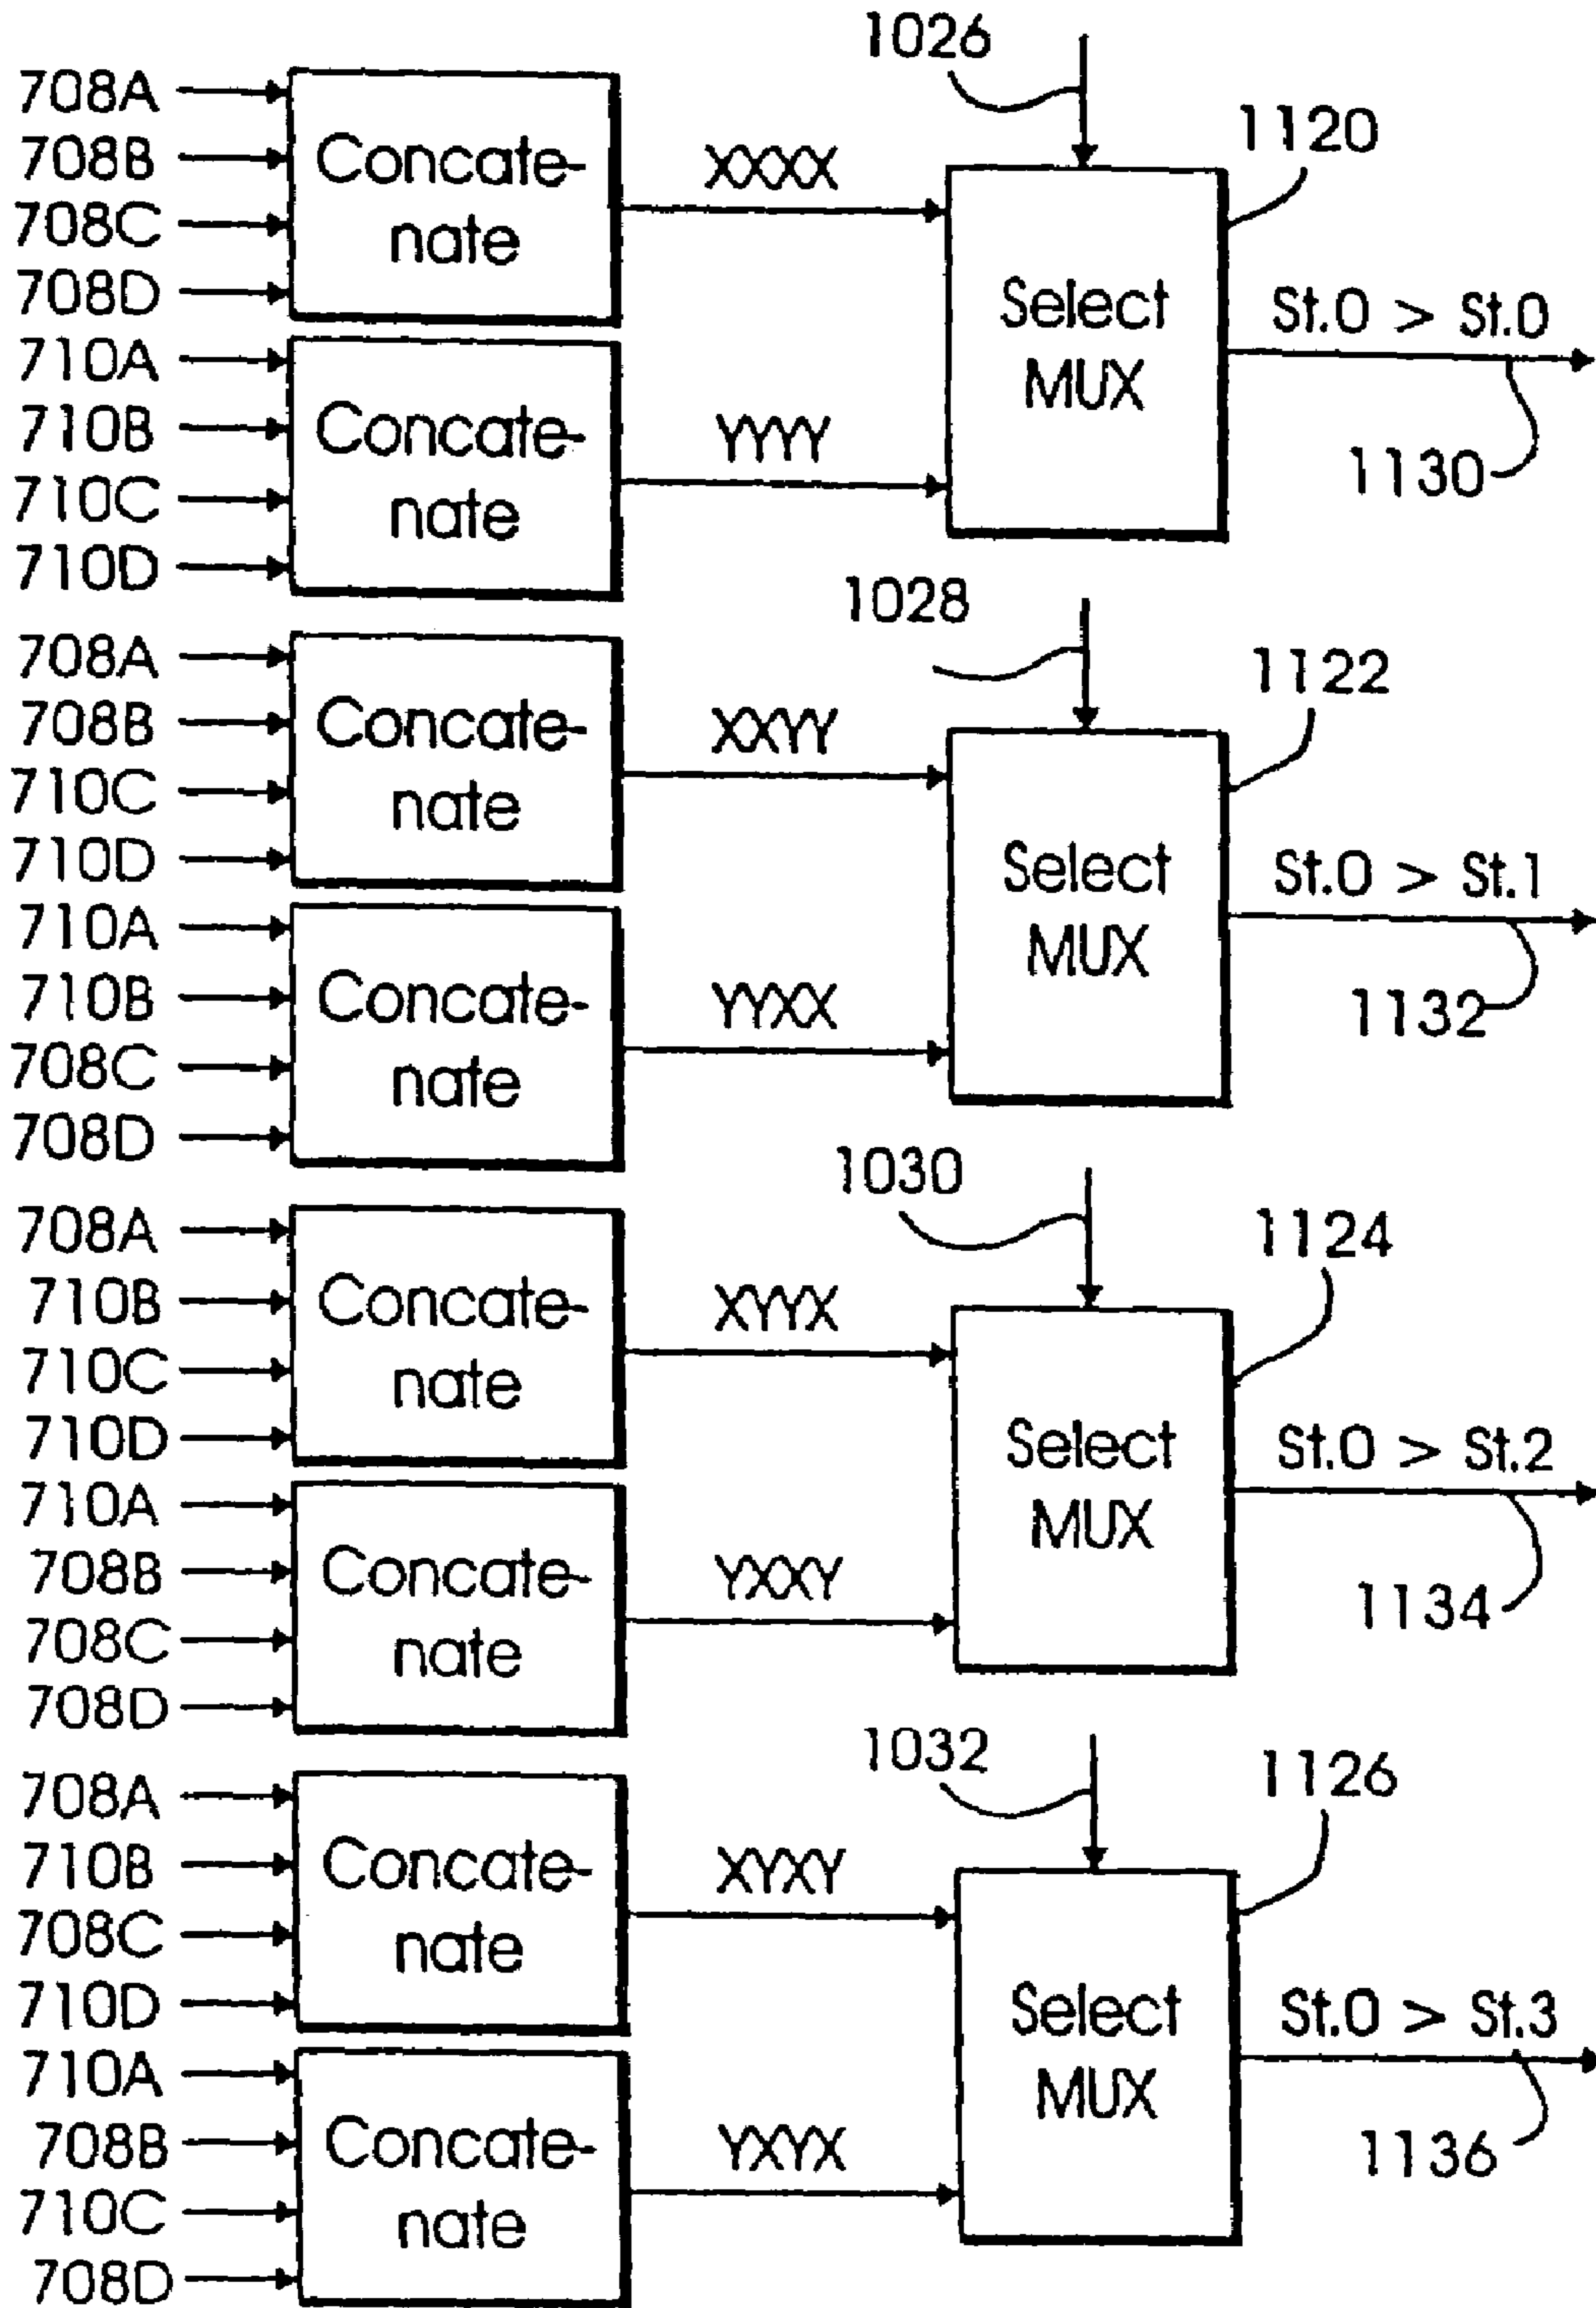 1026
708A
708B
708C
708D
Concate-
nate
XXXX
1120
Select
MUX
St.0 > St.0
1130
710A
710B
710C
710D
Concate-
nate
YYYY
1028
708A
708B
710C
710D
Concate-
nate
XXYY
1122
Select
MUX
St.0 > St.1
1132
710A
710B
708C
708D
Concate-
nate
YYXX
1030
708A
710B
710C
710D
Concate-
nate
XYYX
1124
Select
MUX
St.0 > St.2
1134
710A
708B
708C
708D
Concate-
nate
YXXY
1032
708A
710B
708C
710D
Concate-
nate
XYXY
1126
Select
MUX
St.0 > St.3
1136
710A
708B
710C
708D
Concate-
nate
YXYX